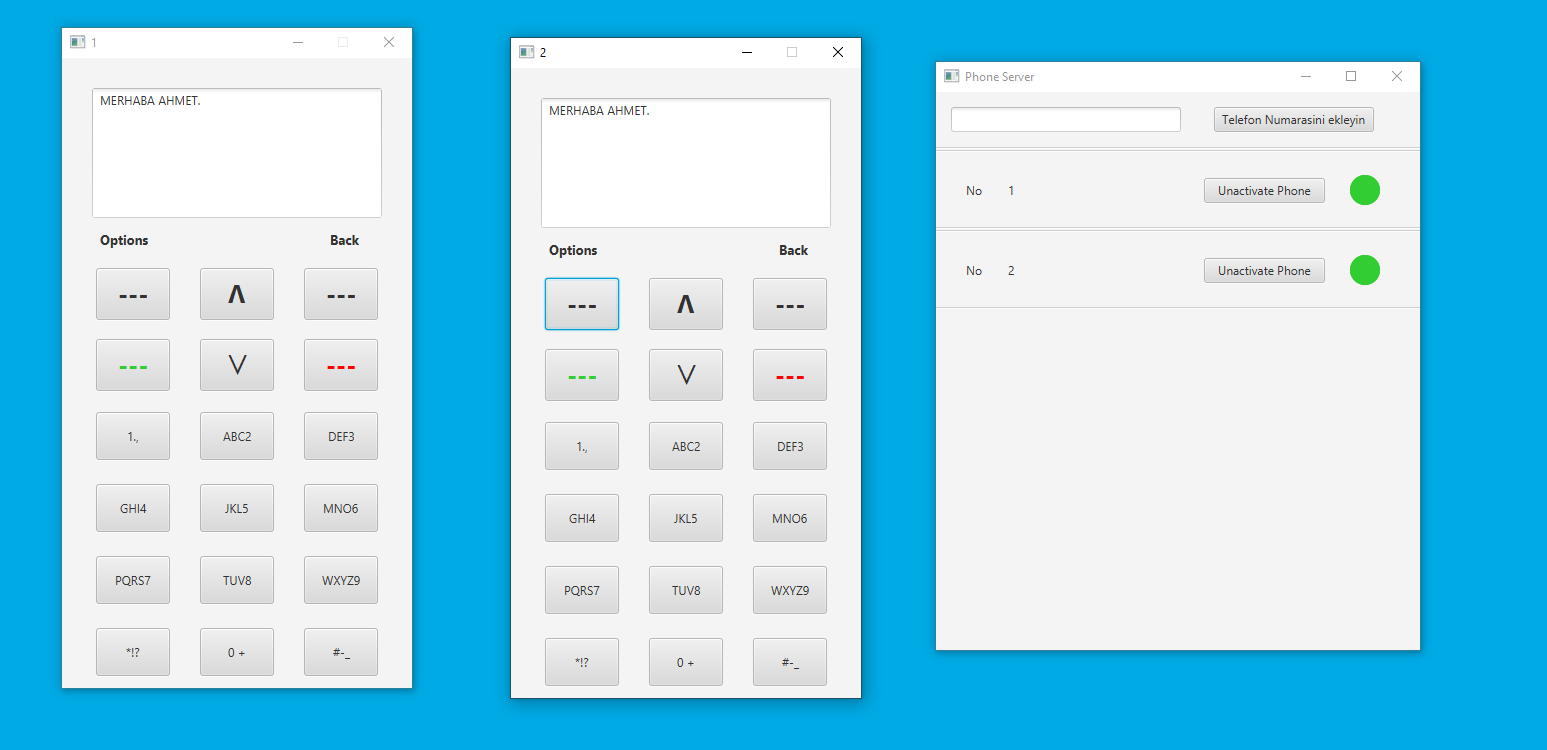 1
MERHABA AHMET.
Options Back
--- Λ ---
--- V ---
1., ABC2 DEF3
GHI4 JKL5 MNO6
PQRS7 TUV8 WXYZ9
*!? 0 + #-_
2
MERHABA AHMET.
Options Back
--- Λ ---
--- V ---
1., ABC2 DEF3
GHI4 JKL5 MNO6
PQRS7 TUV8 WXYZ9
*!? 0 + #-_
Phone Server
Telefon Numarasini ekleyin
No 1 Unactivate Phone
No 2 Unactivate Phone